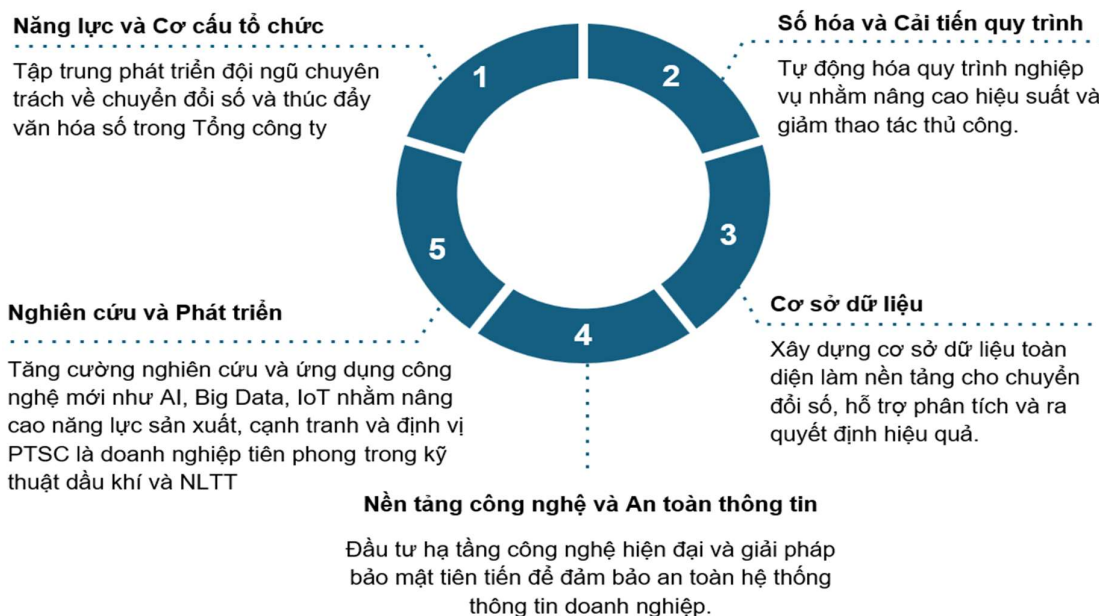 Năng lực và Cơ cấu tổ chức
Tập trung phát triển đội ngũ chuyên
trách về chuyển đổi số và thúc đẩy
văn hóa số trong Tổng công ty
1
2
Số hóa và Cải tiến quy trình
Tự động hóa quy trình nghiệp
vụ nhằm nâng cao hiệu suất và
giảm thao tác thủ công.
3
Cơ sở dữ liệu
Xây dựng cơ sở dữ liệu toàn
diện làm nền tảng cho chuyển
đổi số, hỗ trợ phân tích và ra
quyết định hiệu quả.
4
Nền tảng công nghệ và An toàn thông tin
Đầu tư hạ tầng công nghệ hiện đại và giải pháp
bảo mật tiên tiến để đảm bảo an toàn hệ thống
thông tin doanh nghiệp.
5
Nghiên cứu và Phát triển
Tăng cường nghiên cứu và ứng dụng công
nghệ mới như AI, Big Data, IoT nhằm nâng
cao năng lực sản xuất, cạnh tranh và định vị
PTSC là doanh nghiệp tiên phong trong kỹ
thuật dầu khí và NLTT